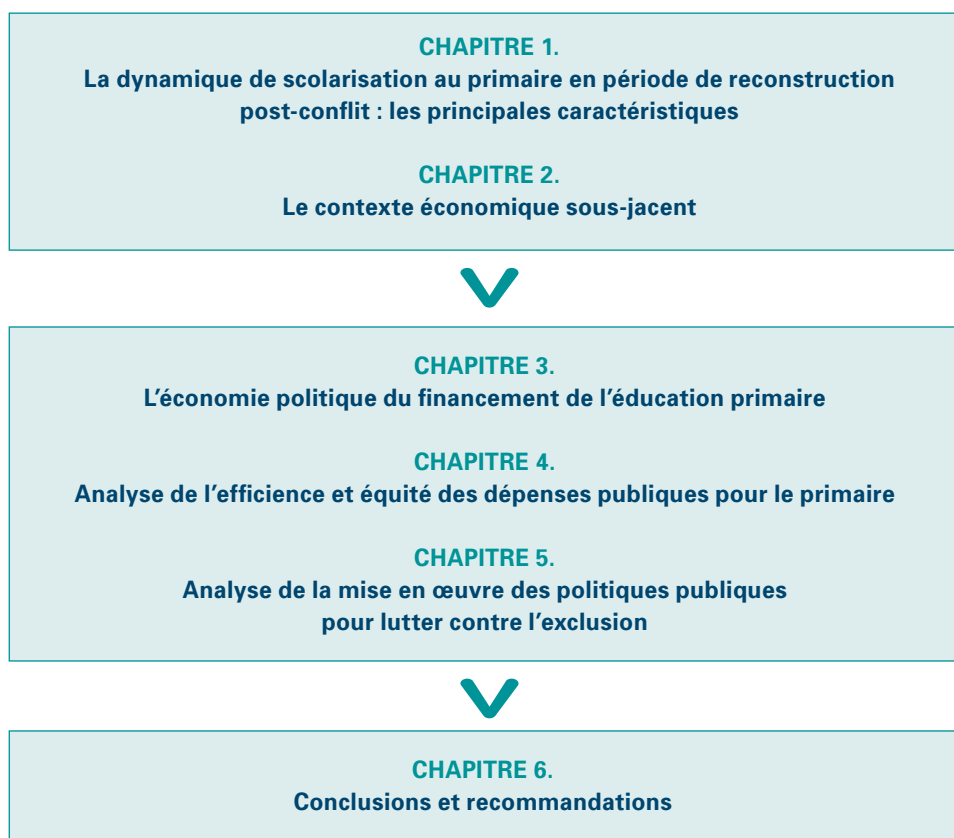 CHAPITRE 1.
La dynamique de scolarisation au primaire en période de reconstruction
post-conflit : les principales caractéristiques
CHAPITRE 2.
Le contexte économique sous-jacent
CHAPITRE 3.
L’économie politique du financement de l’éducation primaire
CHAPITRE 4.
Analyse de l’efficience et équité des dépenses publiques pour le primaire
CHAPITRE 5.
Analyse de la mise en œuvre des politiques publiques
pour lutter contre l’exclusion
CHAPITRE 6.
Conclusions et recommandations